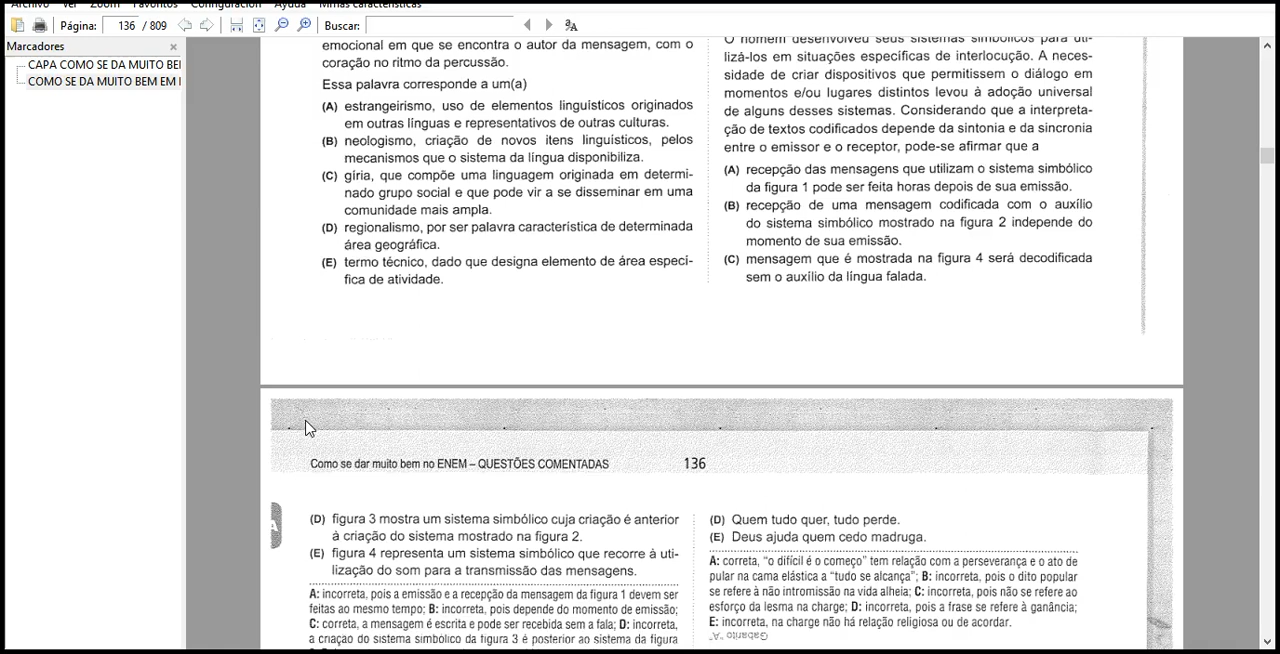 Arquivo Ver Zoom Favoritos Configuração Ajuda Minhas características
Página: 136 / 809 Buscar:
Marcadores
CAPA COMO SE DA MUITO BE
COMO SE DA MUITO BEM EM
emocional em que se encontra o autor da mensagem, com o
coração no ritmo da percussão.
Essa palavra corresponde a um(a)
(A) estrangeirismo, uso de elementos linguísticos originados
em outras línguas e representativos de outras culturas.
(B) neologismo, criação de novos itens linguísticos, pelos
mecanismos que o sistema da língua disponibiliza.
(C) gíria, que compõe uma linguagem originada em determi-
nado grupo social e que pode vir a se disseminar em uma
comunidade mais ampla.
(D) regionalismo, por ser palavra característica de determinada
área geográfica.
(E) termo técnico, dado que designa elemento de área especí-
fica de atividade.
O homem desenvolveu seus sistemas simbólicos para uti-
lizá-los em situações específicas de interlocução. A neces-
sidade de criar dispositivos que permitissem o diálogo em
momentos e/ou lugares distintos levou à adoção universal
de alguns desses sistemas. Considerando que a interpreta-
ção de textos codificados depende da sintonia e da sincronia
entre o emissor e o receptor, pode-se afirmar que a
(A) recepção das mensagens que utilizam o sistema simbólico
da figura 1 pode ser feita horas depois de sua emissão.
(B) recepção de uma mensagem codificada com o auxílio
do sistema simbólico mostrado na figura 2 independe do
momento de sua emissão.
(C) mensagem que é mostrada na figura 4 será decodificada
sem o auxílio da língua falada.
Como se dar muito bem no ENEM – QUESTÕES COMENTADAS 136
(D) figura 3 mostra um sistema simbólico cuja criação é anterior
à criação do sistema mostrado na figura 2.
(E) figura 4 representa um sistema simbólico que recorre à uti-
lização do som para a transmissão das mensagens.
A: incorreta, pois a emissão e a recepção da mensagem da figura 1 devem ser
feitas ao mesmo tempo; B: incorreta, pois depende do momento de emissão;
C: correta, a mensagem é escrita e pode ser recebida sem a fala; D: incorreta,
a criação do sistema simbólico da figura 3 é posterior ao sistema da figura
(D) Quem tudo quer, tudo perde.
(E) Deus ajuda quem cedo madruga.
A: correta, “o difícil é o começo” tem relação com a perseverança e o ato de
pular na cama elástica a “tudo se alcança”; B: incorreta, pois o dito popular
se refere à não intromissão na vida alheia; C: incorreta, pois não se refere ao
esforço da lesma na charge; D: incorreta, pois a frase se refere à ganância;
E: incorreta, na charge não há relação religiosa ou de acordar.
Gabarito “A”